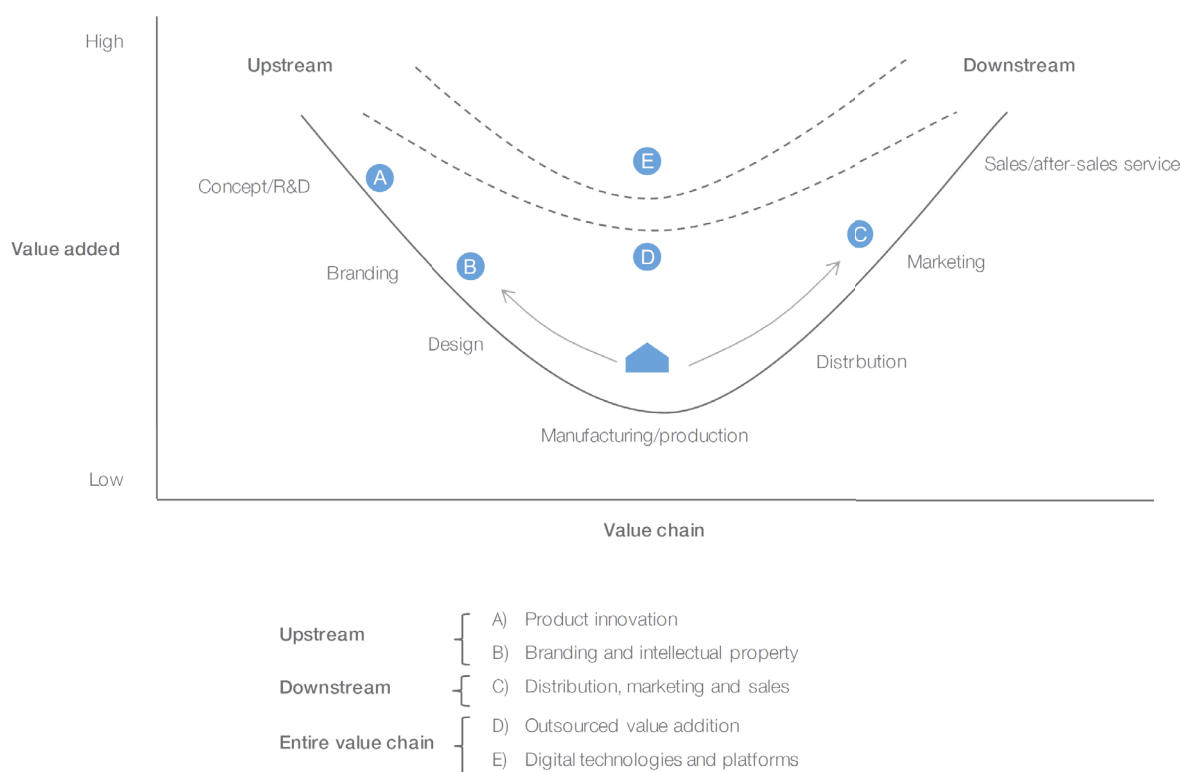 High
Upstream
Downstream
E
A
Sales/after-sales service
Concept/R&D
C
Value added
D
B
Marketing
Branding
Design
Distrbution
Manufacturing/production
Low
Value chain
Upstream
A) Product innovation
B) Branding and intellectual property
Downstream
C) Distribution, marketing and sales
Entire value chain
D) Outsourced value addition
E) Digital technologies and platforms